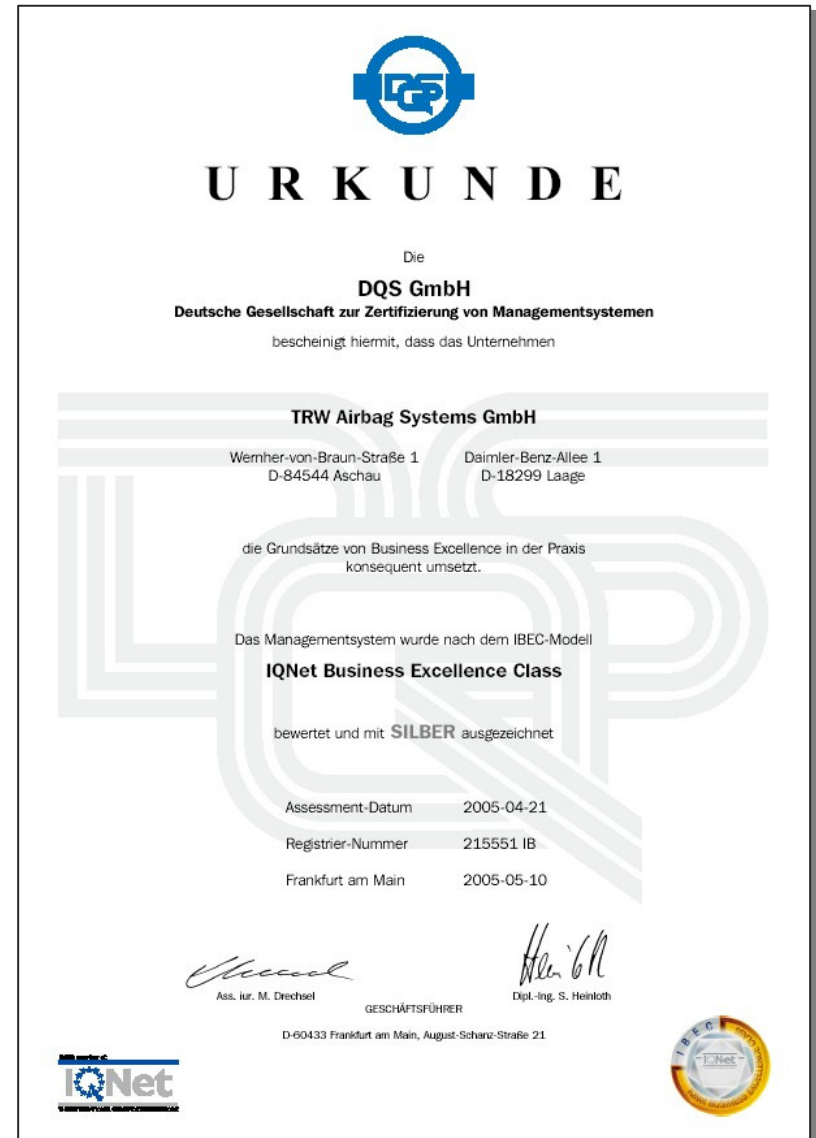 DQS
URKUNDE
Die
DQS GmbH
Deutsche Gesellschaft zur Zertifizierung von Managementsystemen
bescheinigt hiermit, dass das Unternehmen
TRW Airbag Systems GmbH
Wernher-von-Braun-Straße 1 Daimler-Benz-Allee 1
D-84544 Aschau D-18299 Laage
die Grundsätze von Business Excellence in der Praxis
konsequent umsetzt.
Das Managementsystem wurde nach dem IBEC-Modell
IQNet Business Excellence Class
bewertet und mit SILBER ausgezeichnet
Assessment-Datum 2005-04-21
Registrier-Nummer 215551 IB
Frankfurt am Main 2005-05-10
Ass. iur. M. Drechsel Dipl.-Ing. S. Heinloth
GESCHÄFTSFÜHRER
D-60433 Frankfurt am Main, August-Schanz-Straße 21
IQNet
IBEC
IQNet